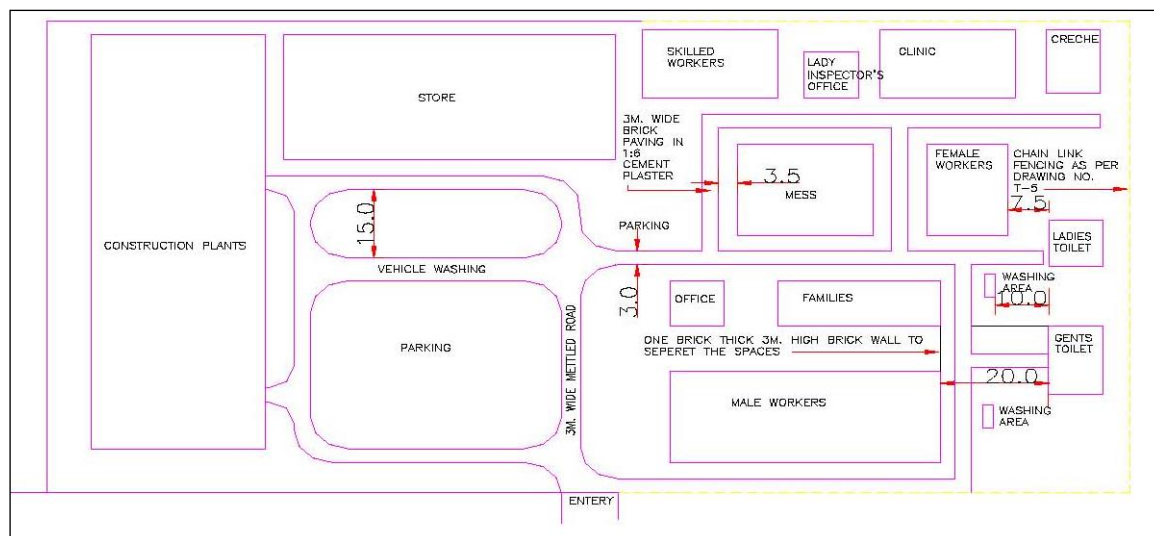 SKILLED
WORKERS
LADY
INSPECTOR'S
OFFICE
CLINIC
CRECHE
STORE
3M. WIDE
BRICK
PAVING IN
1:6
CEMENT
PLASTER
3.5
MESS
FEMALE
WORKERS
CHAIN LINK
FENCING AS PER
DRAWING NO.
T-5
7.5
15.0
CONSTRUCTION PLANTS
VEHICLE WASHING
PARKING
LADIES
TOILET
WASHING
AREA
10.0
3.0
OFFICE
FAMILIES
ONE BRICK THICK 3M. HIGH BRICK WALL TO
SEPERET THE SPACES
GENTS
TOILET
PARKING
3M. WIDE METTLED ROAD
20.0
MALE WORKERS
WASHING
AREA
ENTERY